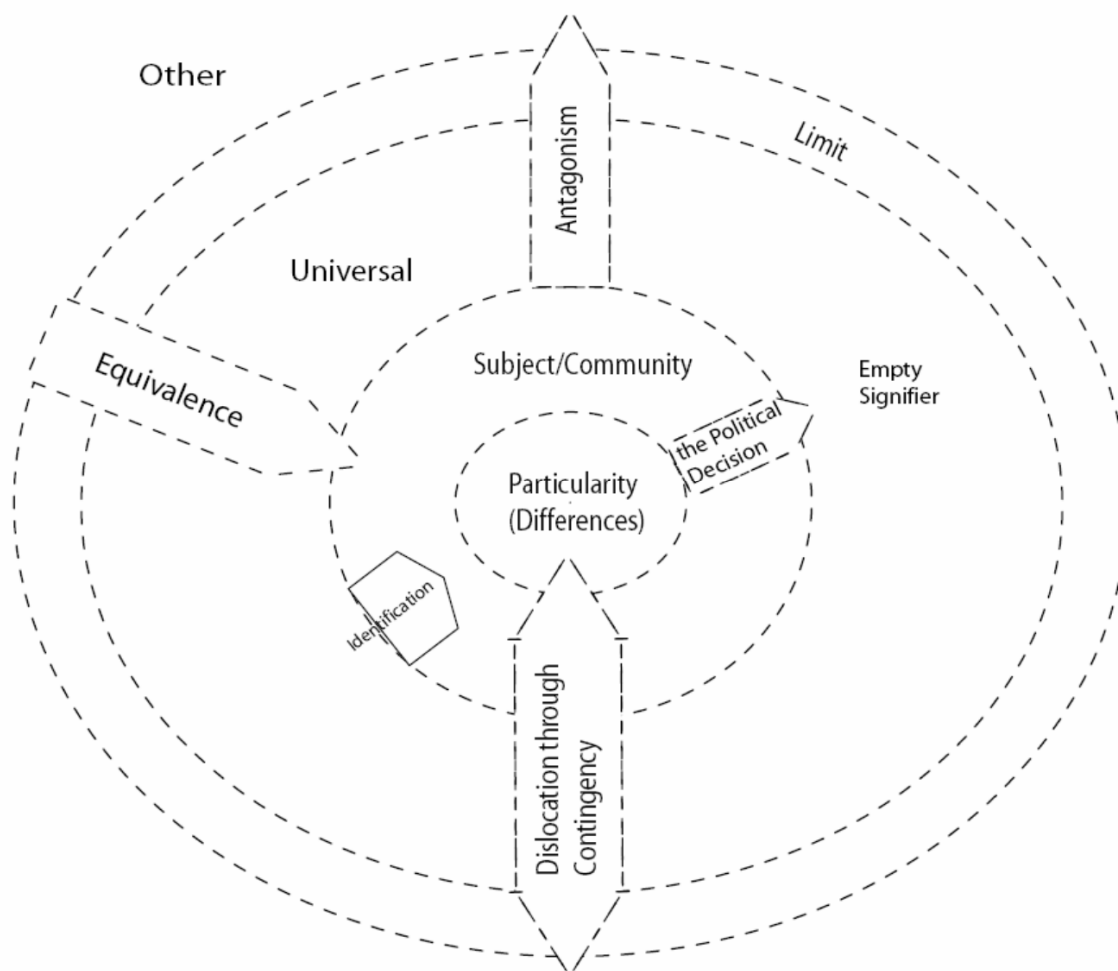 Other
Antagonism
Limit
Universal
Equivalence
Subject/Community
Empty
Signifier
the Political
Decision
Particularity
(Differences)
Identification
Dislocation through
Contingency